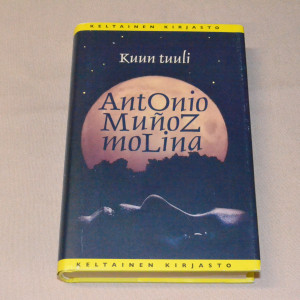 KELTAINEN KIRJASTO
Kuun tuuli
AntOnio
MuñoZ
moLina
KELTAINEN KIRJASTO